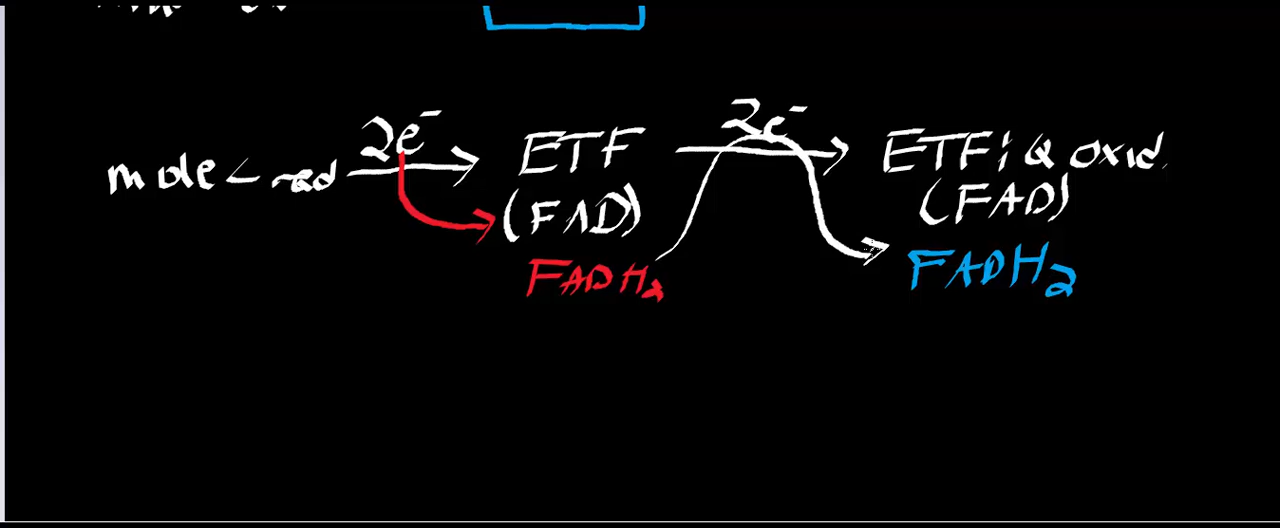 2e⁻ 2e⁻
molec red ETF ETF:Q oxid.
(FAD) (FAD)
FADH₂ FADH₂